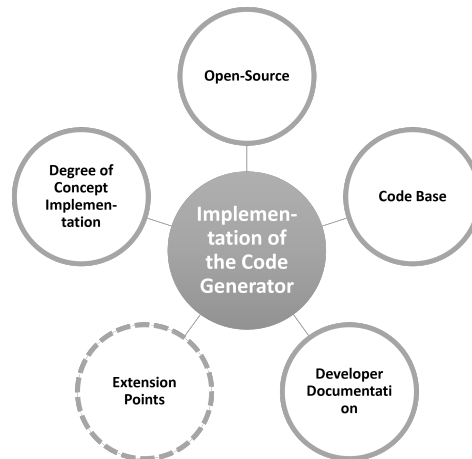 Open-Source
Degree of
Concept
Implemen-
tation
Code Base
Implemen-
tation of
the Code
Generator
Extension
Points
Developer
Documentati
on